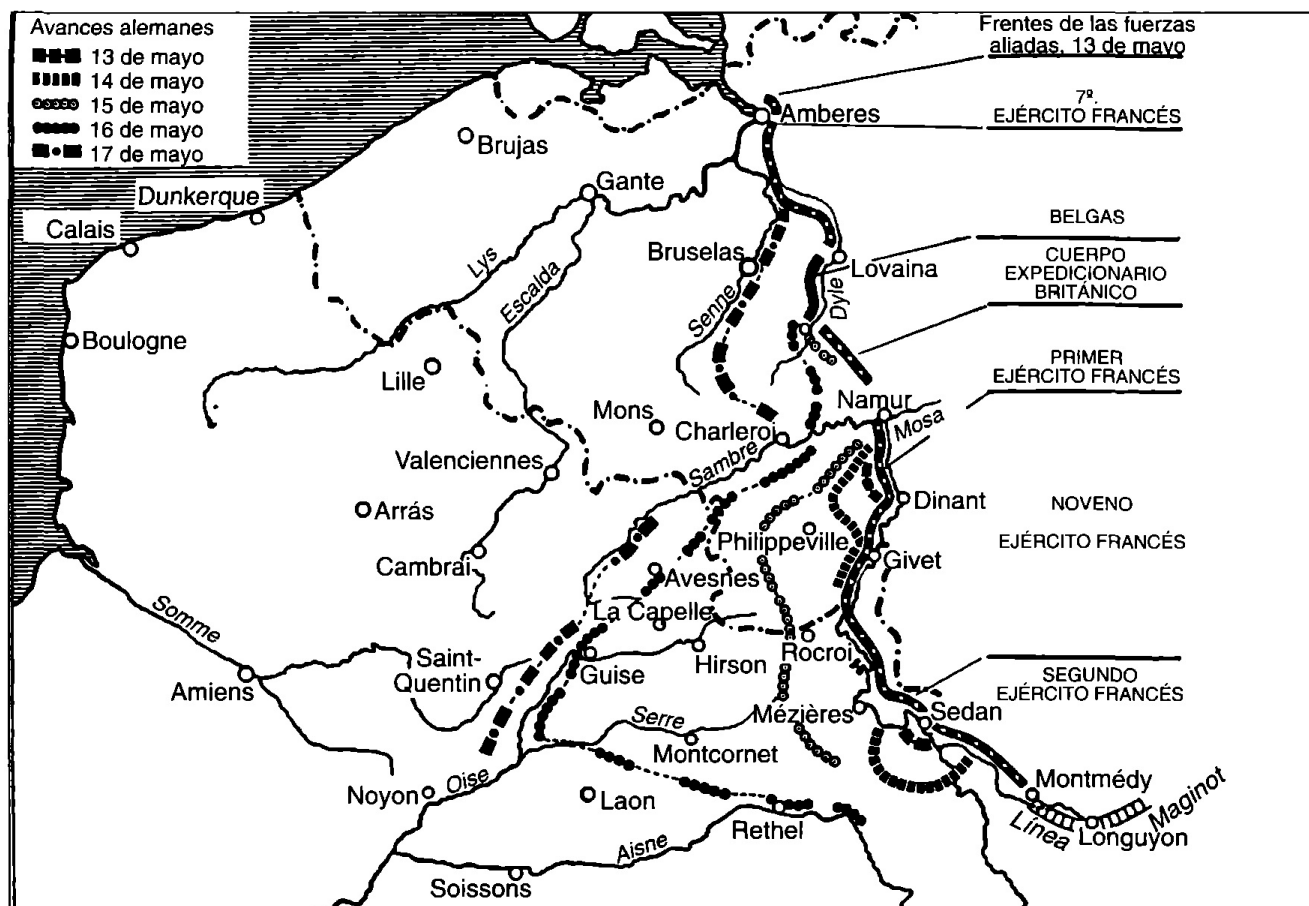 Avances alemanes
13 de mayo
14 de mayo
15 de mayo
16 de mayo
17 de mayo
Frentes de las fuerzas
aliadas, 13 de mayo
7º.
EJÉRCITO FRANCÉS
BELGAS
CUERPO
EXPEDICIONARIO
BRITÁNICO
PRIMER
EJÉRCITO FRANCÉS
NOVENO
EJÉRCITO FRANCÉS
SEGUNDO
EJÉRCITO FRANCÉS
Amberes
Brujas
Gante
Dunkerque
Calais
Bruselas
Lovaina
Lys
Escalda
Senne
Dyle
Boulogne
Lille
Mons
Charleroi
Namur
Mosa
Valenciennes
Sambre
Arrás
Dinant
Philippeville
Givet
Cambrai
Avesnes
La Capelle
Somme
Amiens
Saint-
Quentin
Guise
Hirson
Rocroi
Mézières
Sedan
Serre
Montcornet
Noyon
Oise
Laon
Rethel
Montmédy
Línea
Maginot
Longuyon
Aisne
Soissons